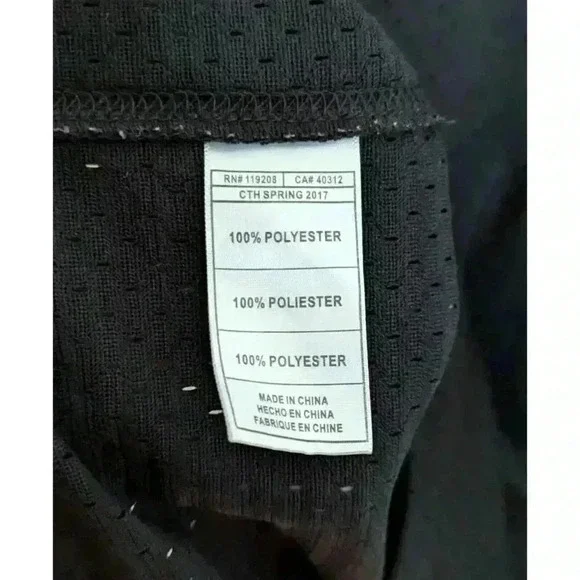 RN# 119208 CA# 40312
CTH SPRING 2017
100% POLYESTER
100% POLIESTER
100% POLYESTER
MADE IN CHINA
HECHO EN CHINA
FABRIQUE EN CHINE